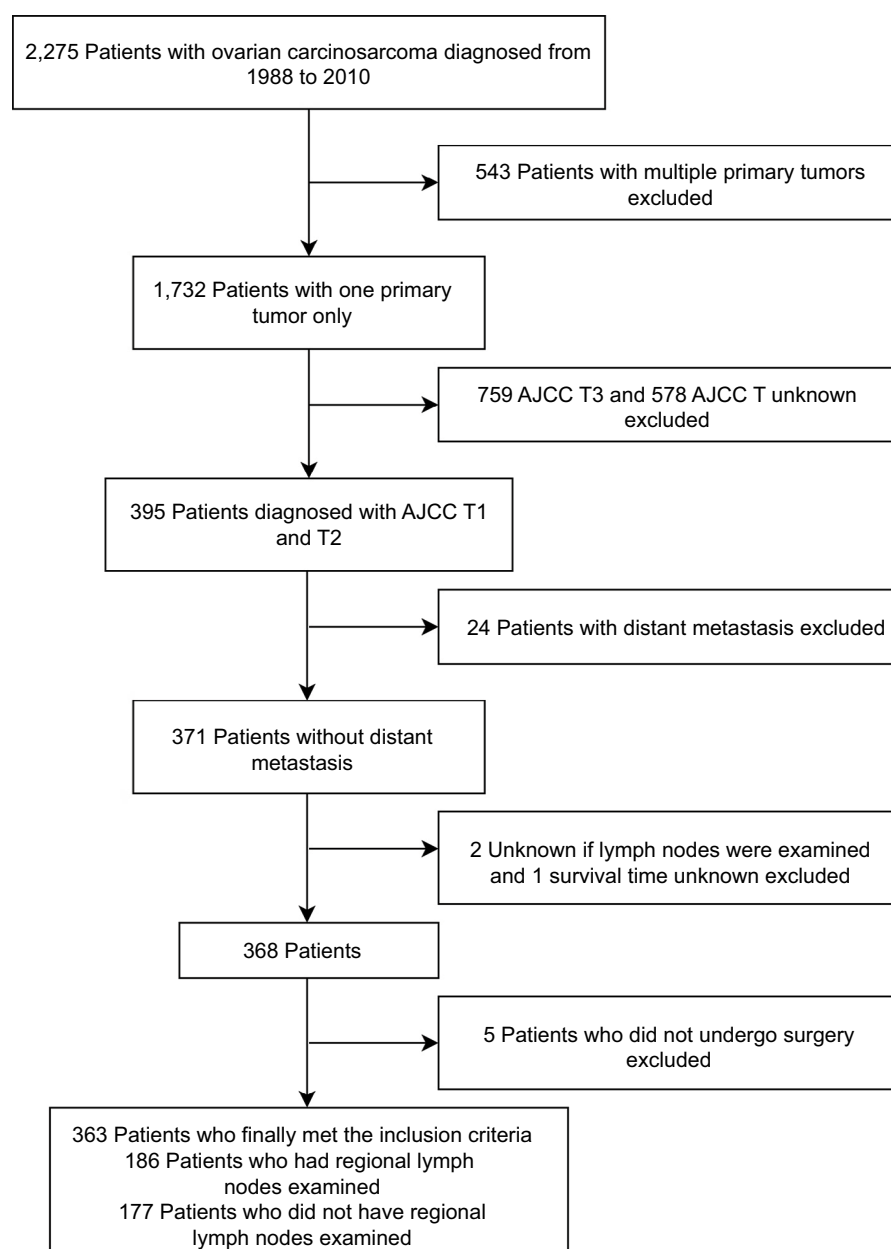 2,275 Patients with ovarian carcinosarcoma diagnosed from
1988 to 2010
543 Patients with multiple primary tumors
excluded
1,732 Patients with one primary
tumor only
759 AJCC T3 and 578 AJCC T unknown
excluded
395 Patients diagnosed with AJCC T1
and T2
24 Patients with distant metastasis excluded
371 Patients without distant
metastasis
2 Unknown if lymph nodes were examined
and 1 survival time unknown excluded
368 Patients
5 Patients who did not undergo surgery
excluded
363 Patients who finally met the inclusion criteria
186 Patients who had regional lymph
nodes examined
177 Patients who did not have regional
lymph nodes examined